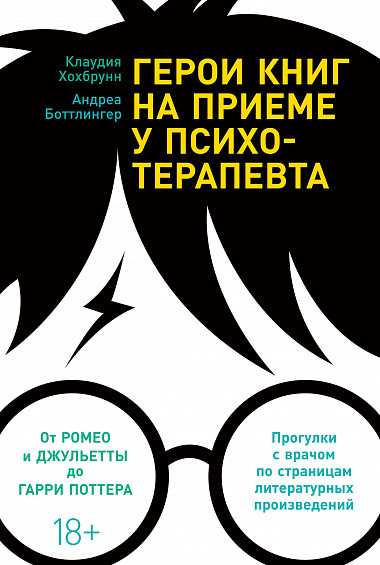 Клаудия
Хохбрунн
Андреа
Боттлингер
ГЕРОИ КНИГ
НА ПРИЕМЕ
У ПСИХО-
ТЕРАПЕВТА
От РОМЕО
и ДЖУЛЬЕТТЫ
до
ГАРРИ ПОТТЕРА
18+
Прогулки
с врачом
по страницам
литературных
произведений